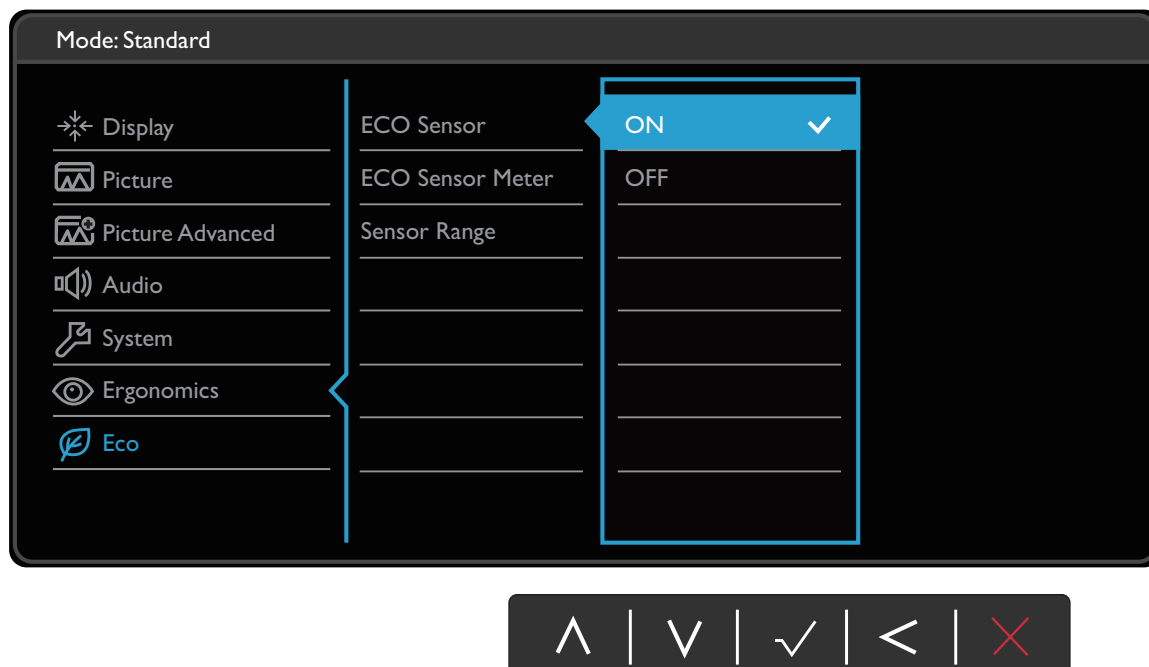 Mode: Standard
Display
Picture
Picture Advanced
Audio
System
Ergonomics
Eco
ECO Sensor
ECO Sensor Meter
Sensor Range
ON
OFF